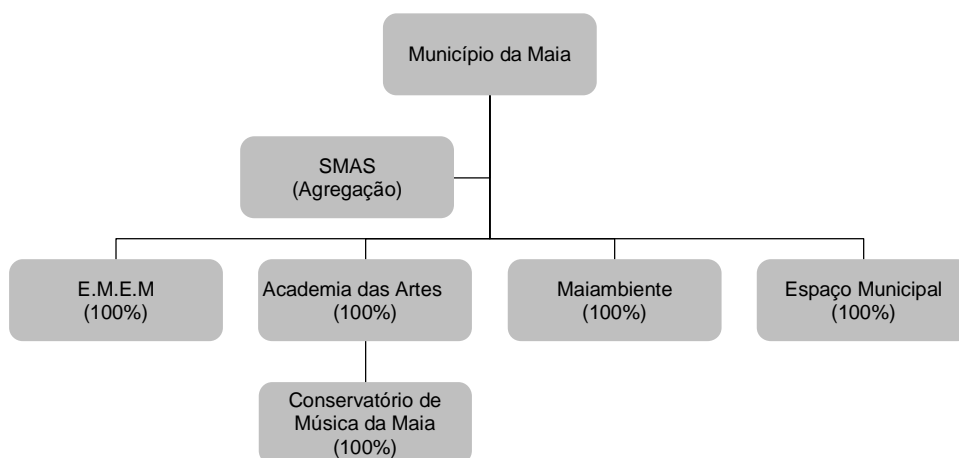 Município da Maia
SMAS
(Agregação)
E.M.E.M
(100%)
Academia das Artes
(100%)
Maiambiente
(100%)
Espaço Municipal
(100%)
Conservatório de
Música da Maia
(100%)